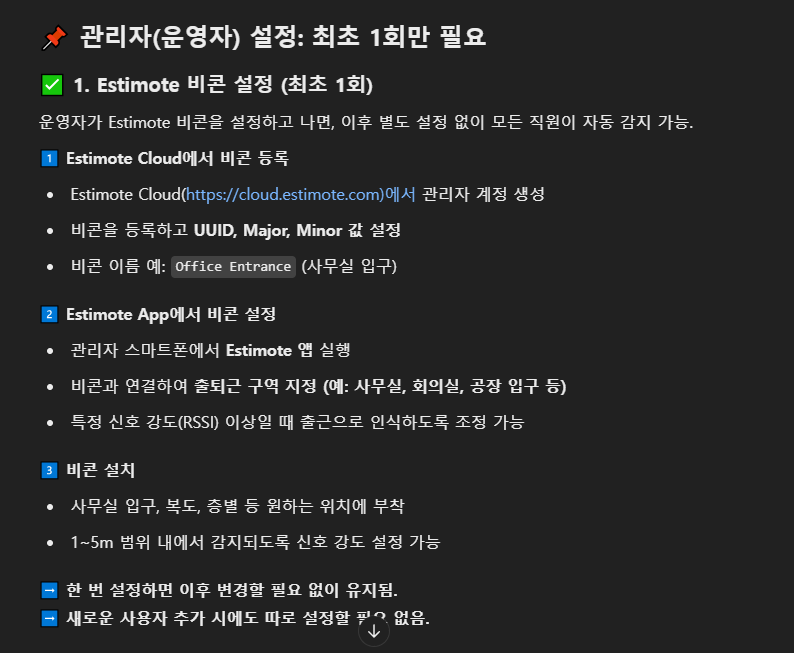 📌 관리자(운영자) 설정: 최초 1회만 필요
✅ 1. Estimote 비콘 설정 (최초 1회)
운영자가 Estimote 비콘을 설정하고 나면, 이후 별도 설정 없이 모든 직원이 자동 감지 가능.
1️⃣ Estimote Cloud에서 비콘 등록
• Estimote Cloud(https://cloud.estimote.com)에서 관리자 계정 생성
• 비콘을 등록하고 UUID, Major, Minor 값 설정
• 비콘 이름 예: Office Entrance (사무실 입구)
2️⃣ Estimote App에서 비콘 설정
• 관리자 스마트폰에서 Estimote 앱 실행
• 비콘과 연결하여 출퇴근 구역 지정 (예: 사무실, 회의실, 공장 입구 등)
• 특정 신호 강도(RSSI) 이상일 때 출근으로 인식하도록 조정 가능
3️⃣ 비콘 설치
• 사무실 입구, 복도, 층별 등 원하는 위치에 부착
• 1~5m 범위 내에서 감지되도록 신호 강도 설정 가능
➡ 한 번 설정하면 이후 변경할 필요 없이 유지됨.
➡ 새로운 사용자 추가 시에도 따로 설정할 필요 없음.